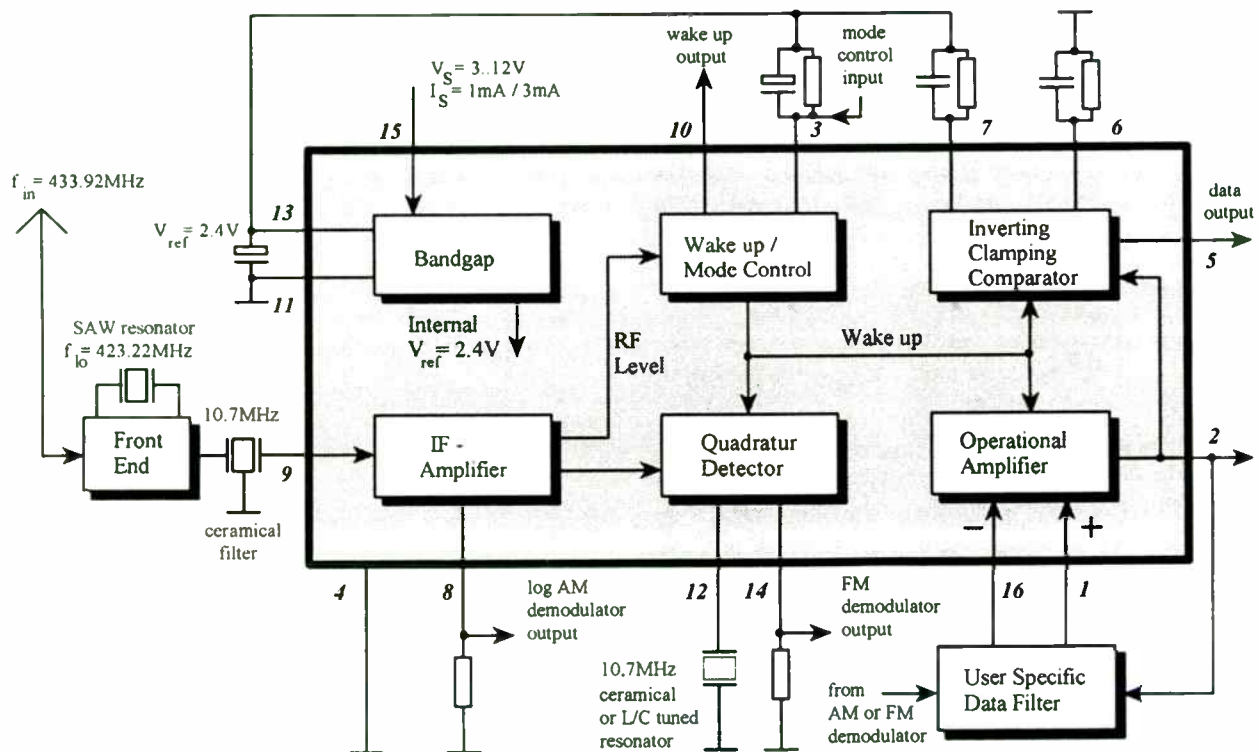 wake up
output
mode
control
input
V_S = 3..12V
I_S = 1mA / 3mA
15
10
3
7
6
f_in = 433.92MHz
13
V_ref = 2.4V
11
Bandgap
Wake up /
Mode Control
Inverting
Clamping
Comparator
data
output
5
Internal
V_ref = 2.4V
RF
Level
Wake up
SAW resonator
f_lo = 423.22MHz
10.7MHz
Front
End
9
ceramical
filter
IF -
Amplifier
Quadratur
Detector
Operational
Amplifier
2
− +
4
8
log AM
demodulator
output
12
14
FM
demodulator
output
16
1
10.7MHz
ceramical
or L/C tuned
resonator
from
AM or FM
demodulator
User Specific
Data Filter